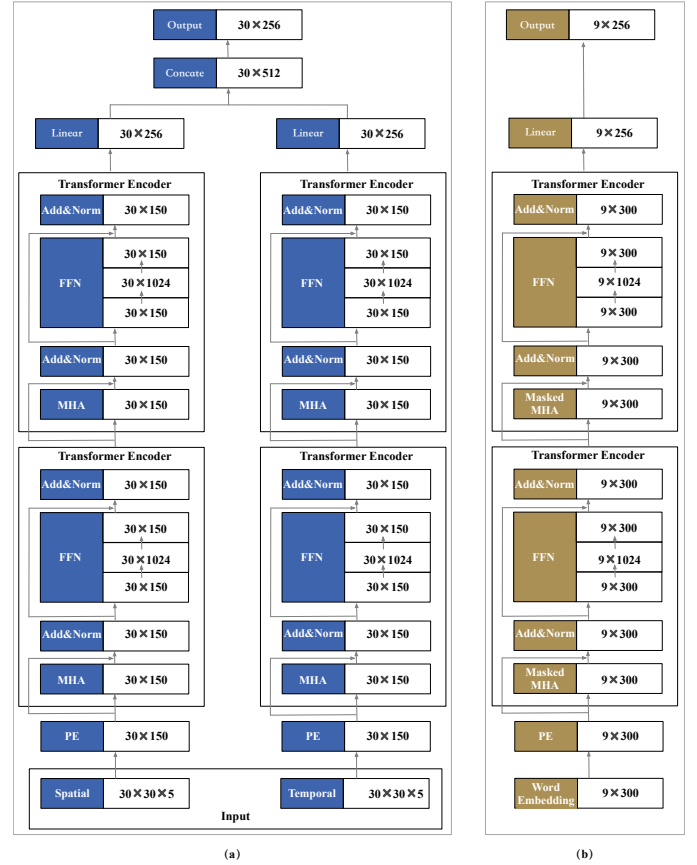 Output 30×256
Concate 30×512
Linear 30×256
Linear 30×256
Transformer Encoder
Add&Norm 30×150
FFN
30×150
30×1024
30×150
Add&Norm 30×150
MHA 30×150
Transformer Encoder
Add&Norm 30×150
FFN
30×150
30×1024
30×150
Add&Norm 30×150
MHA 30×150
Transformer Encoder
Add&Norm 30×150
FFN
30×150
30×1024
30×150
Add&Norm 30×150
MHA 30×150
Transformer Encoder
Add&Norm 30×150
FFN
30×150
30×1024
30×150
Add&Norm 30×150
MHA 30×150
PE 30×150
PE 30×150
Spatial 30×30×5
Temporal 30×30×5
Input
(a)
Output 9×256
Linear 9×256
Transformer Encoder
Add&Norm 9×300
FFN
9×300
9×1024
9×300
Add&Norm 9×300
Masked
MHA 9×300
Transformer Encoder
Add&Norm 9×300
FFN
9×300
9×1024
9×300
Add&Norm 9×300
Masked
MHA 9×300
PE 9×300
Word
Embedding 9×300
(b)